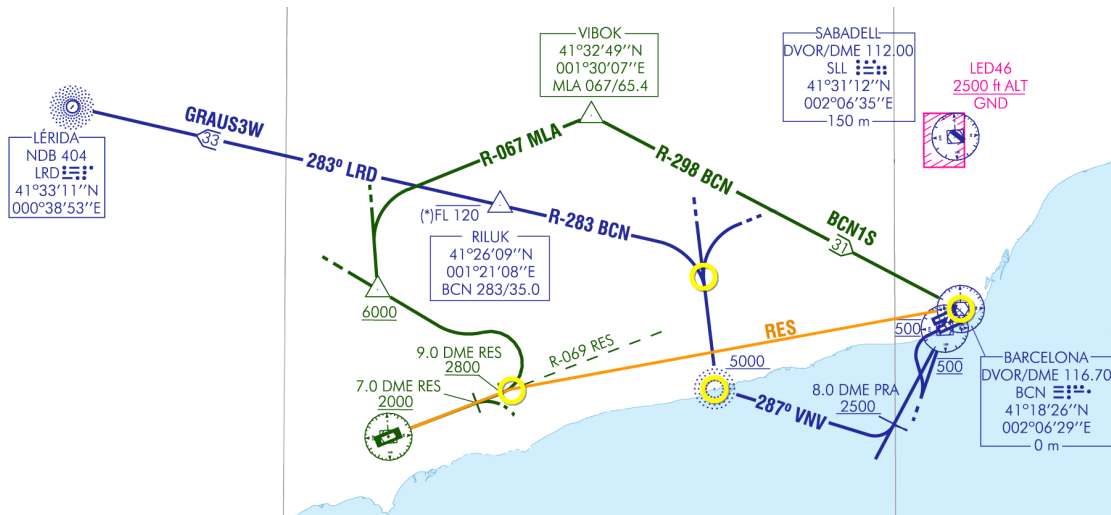 VIBOK
41°32'49''N
001°30'07''E
MLA 067/65.4
SABADELL
DVOR/DME 112.00
SLL
41°31'12''N
002°06'35''E
150 m
LED46
2500 ft ALT
GND
LÉRIDA
NDB 404
LRD
41°33'11''N
000°38'53''E
GRAUS3W
33
283º LRD
R-067 MLA
R-298 BCN
(*)FL 120
R-283 BCN
BCN1S
31
RILUK
41°26'09''N
001°21'08''E
BCN 283/35.0
6000
RES
500
R-069 RES
9.0 DME RES
2800
7.0 DME RES
2000
5000
500
8.0 DME PRA
2500
287º VNV
BARCELONA
DVOR/DME 116.70
BCN
41°18'26''N
002°06'29''E
0 m